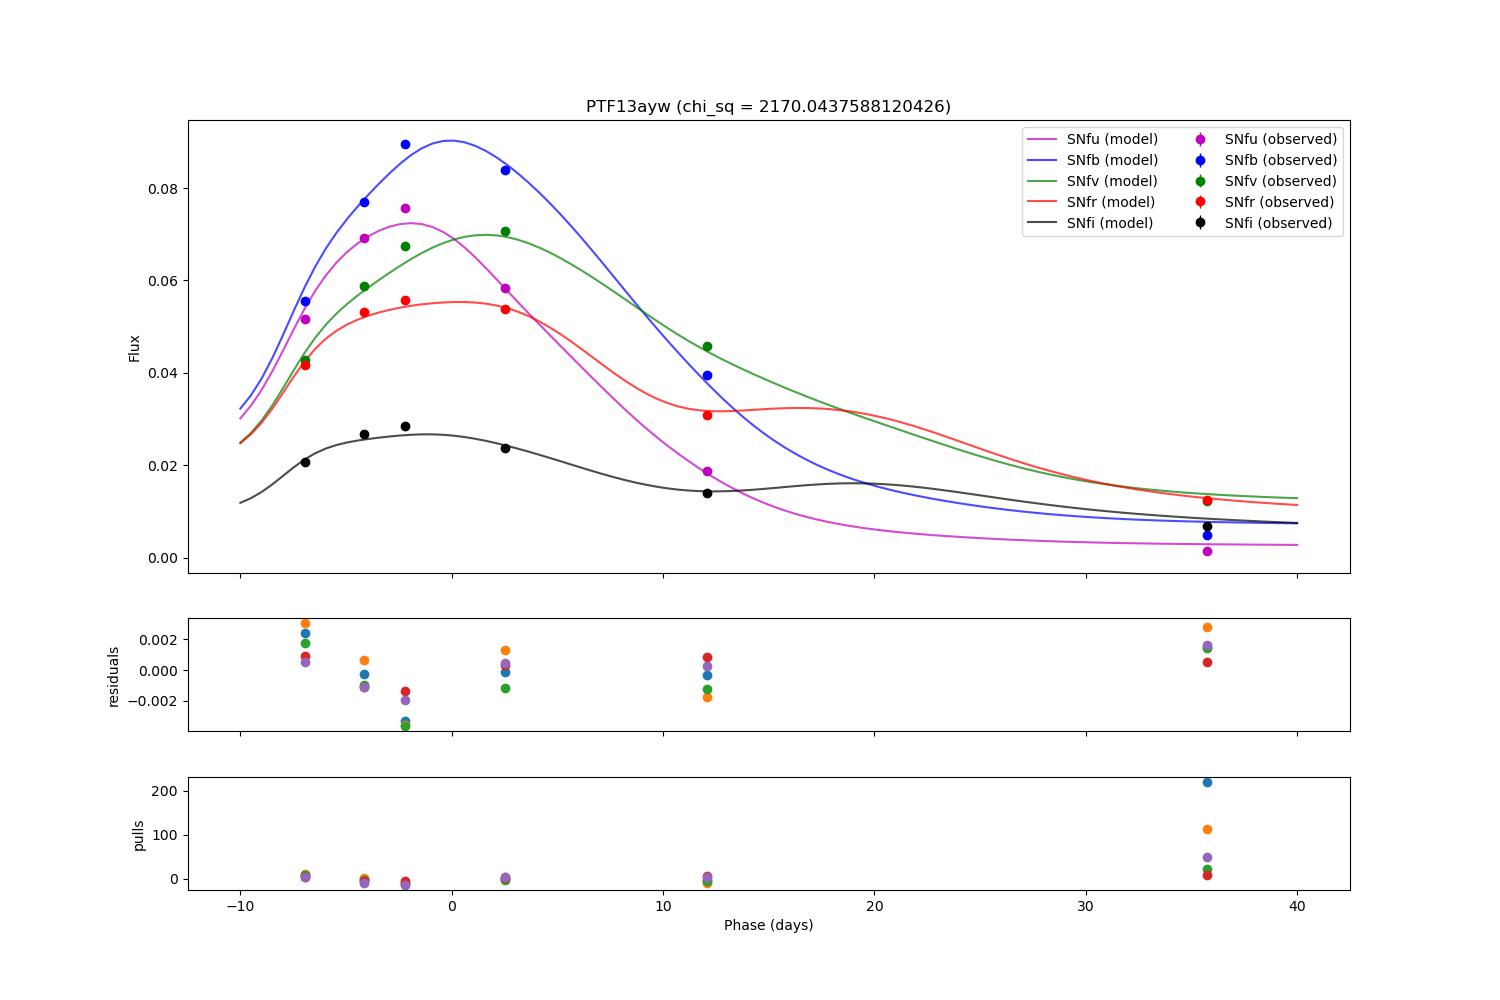 PTF13ayw (chi_sq = 2170.0437588120426)
SNfu (model) SNfu (observed)
SNfb (model) SNfb (observed)
SNfv (model) SNfv (observed)
SNfr (model) SNfr (observed)
SNfi (model) SNfi (observed)
Flux
0.08
0.06
0.04
0.02
0.00
residuals
0.002
0.000
−0.002
pulls
200
100
0
−10 0 10 20 30 40
Phase (days)